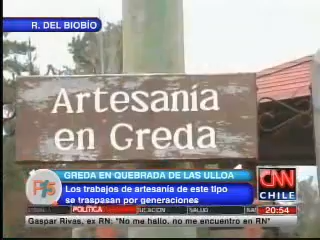 R. DEL BIOBÍO
Artesanía
en Greda
GREDA EN QUEBRADA DE LAS ULLOA
Los trabajos de artesanía de este tipo
se traspasan por generaciones
CNN
CHILE
20:54
POLÍTICA EDUCACIÓN SALUD
Gaspar Rivas, ex RN: "No me hallo, no me encuentro en RN"